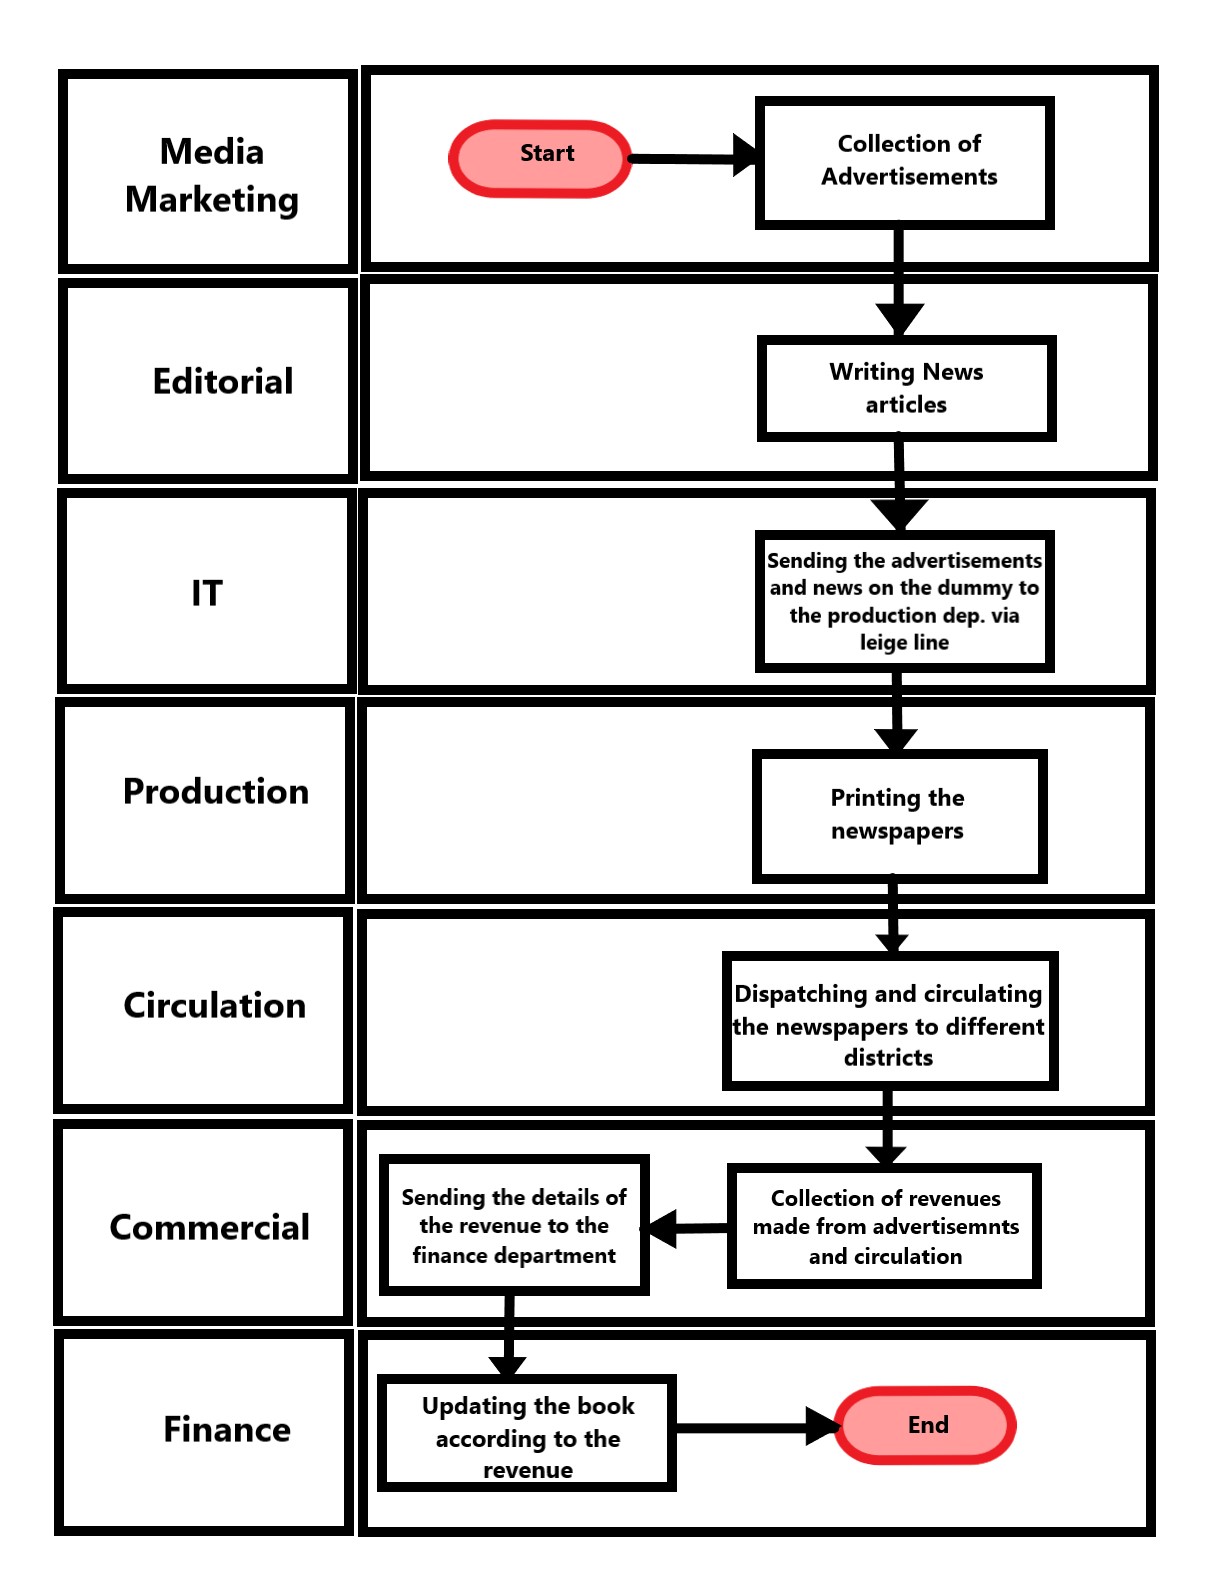 Media
Marketing
Start
Collection of
Advertisements
Editorial
Writing News
articles
IT
Sending the advertisements
and news on the dummy to
the production dep. via
leige line
Production
Printing the
newspapers
Circulation
Dispatching and circulating
the newspapers to different
districts
Commercial
Sending the details of
the revenue to the
finance department
Collection of revenues
made from advertisemnts
and circulation
Finance
Updating the book
according to the
revenue
End